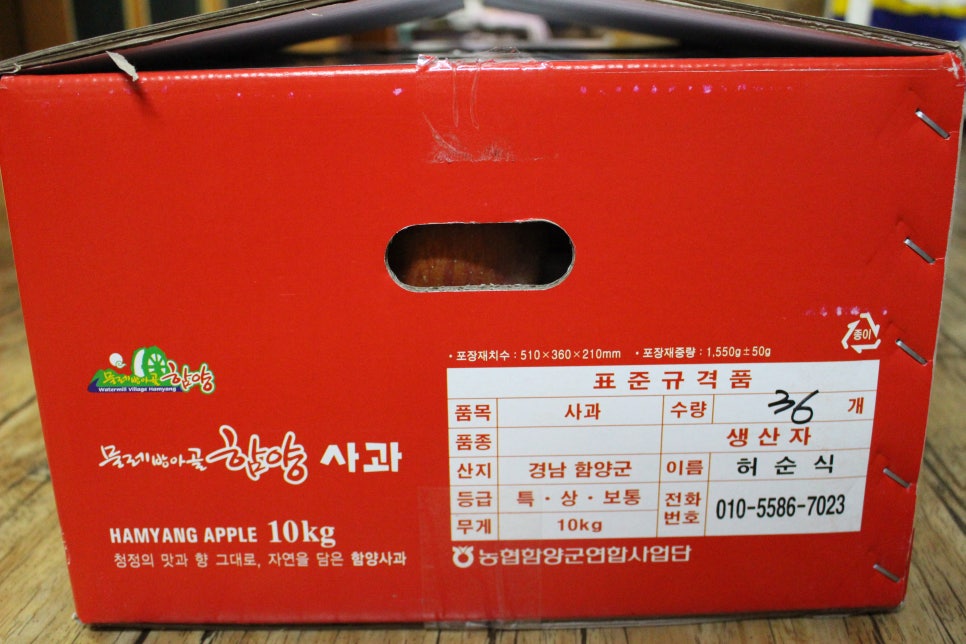 종이
· 포장재치수 : 510×360×210mm · 포장재중량 : 1,550g±50g
물레방아골 함양
Watermill Village Hamyang
표준규격품
품목 사과 수량 36 개
품종 생산자
산지 경남 함양군 이름 허순식
등급 특 · 상 · 보통 전화번호 010-5586-7023
무게 10kg
물레방아골 함양 사과
HAMYANG APPLE 10kg
청정의 맛과 향 그대로, 자연을 담은 함양사과
농협함양군연합사업단